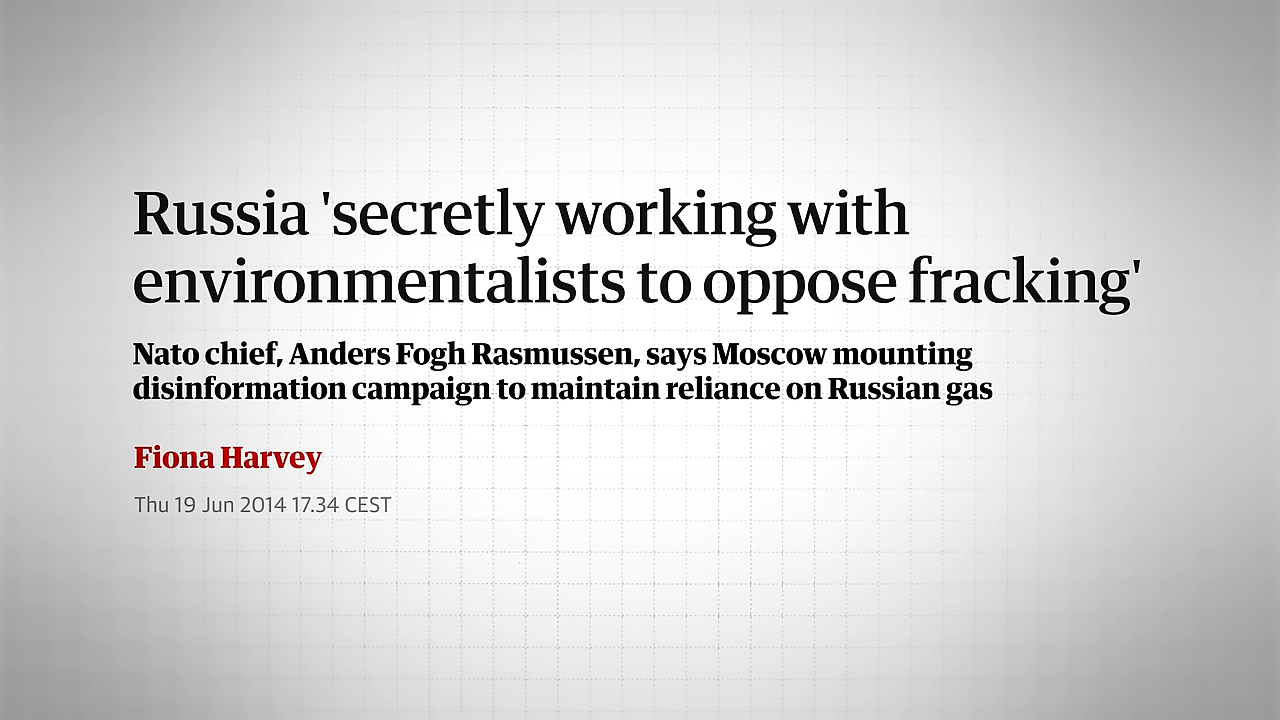 Russia 'secretly working with
environmentalists to oppose fracking'
Nato chief, Anders Fogh Rasmussen, says Moscow mounting
disinformation campaign to maintain reliance on Russian gas
Fiona Harvey
Thu 19 Jun 2014 17.34 CEST